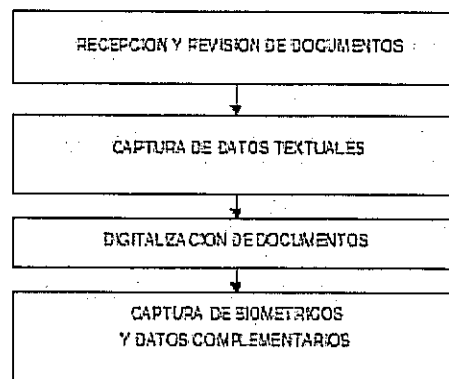 RECEPCION Y REVISION DE DOCUMENTOS
CAPTURA DE DATOS TEXTUALES
DIGITALIZACION DE DOCUMENTOS
CAPTURA DE BIOMETRICOS
Y DATOS COMPLEMENTARIOS